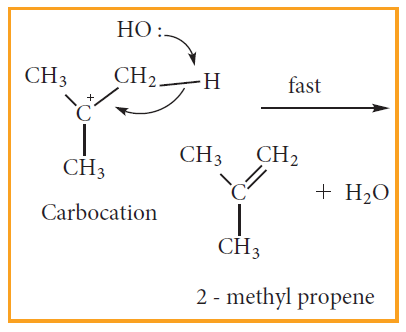 HO :
CH3 CH2 H
+
C
CH3
Carbocation
fast
CH3 CH2
C
CH3
+ H2O
2 - methyl propene